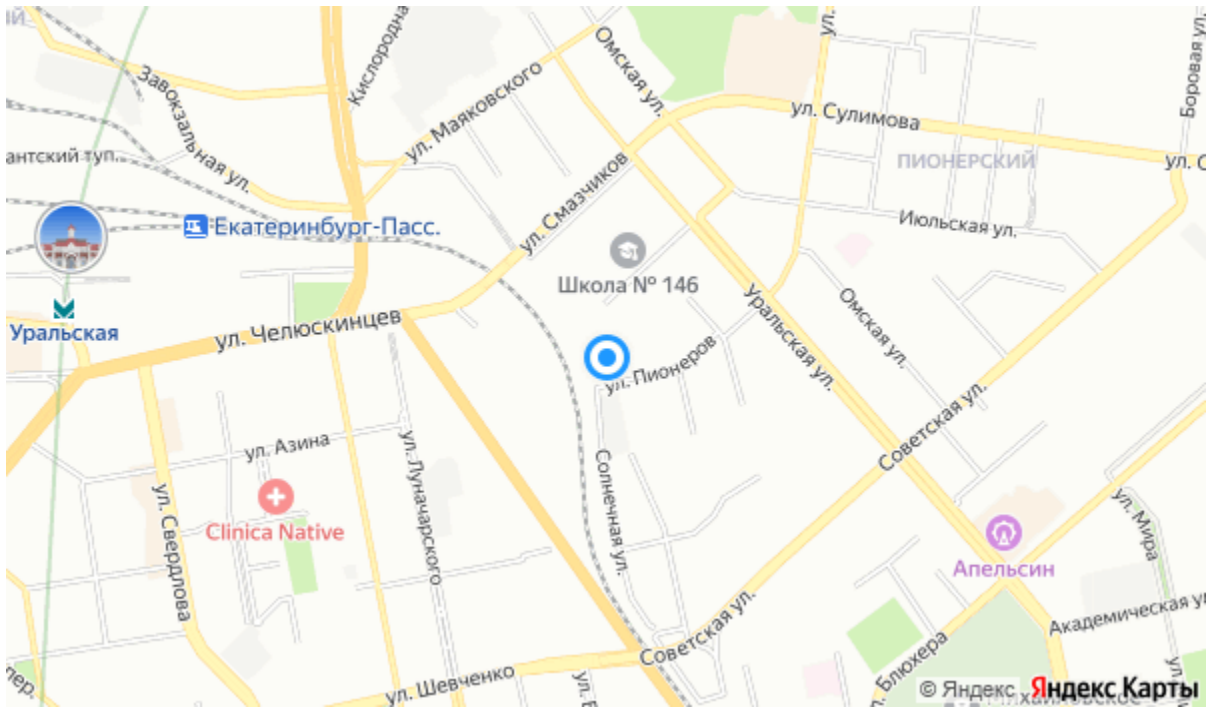 Кислородна
Омская ул.
Боровая ул.
Завокзальная ул.
ул. Маяковского
ул. Сулимова
антский туп.
ПИОНЕРСКИЙ
ул. С
ул. Смазчиков
Екатеринбург-Пасс.
Июльская ул.
Школа № 146
Уральская
ул. Челюскинцев
Уральская ул.
Омская ул.
ул. Пионеров
ул. Азина
Советская ул.
ул. Луначарского
Солнечная ул.
ул. Свердлова
Clinica Native
ул. Мира
Апельсин
Советская ул.
Академическая ул
ул. Блюхера
ул. Шевченко
пер.
© Яндекс Яндекс Карты